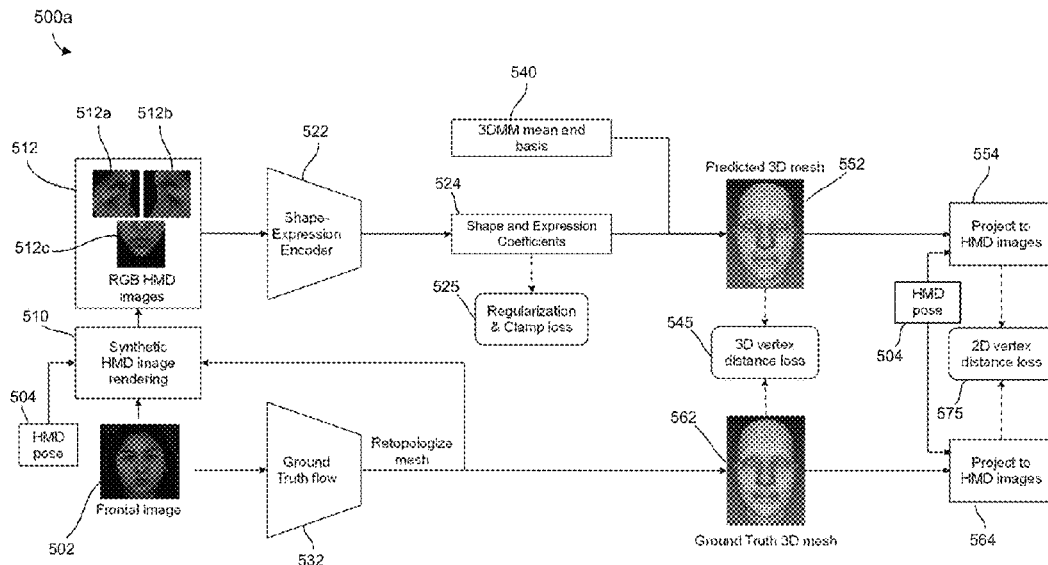 500a
512a
512b
512
512c
RGB HMD
images
522
Shape-
Expression
Encoder
540
3DMM mean and
basis
524
Shape and Expression
Coefficients
525
Regularization
& Clamp loss
Predicted 3D mesh
552
554
Project to
HMD images
510
Synthetic
HMD image
rendering
504
HMD
pose
502
Frontal image
Ground
Truth flow
532
Retopologize
mesh
545
3D vertex
distance loss
562
Ground Truth 3D mesh
HMD
pose
504
2D vertex
distance loss
575
Project to
HMD images
564